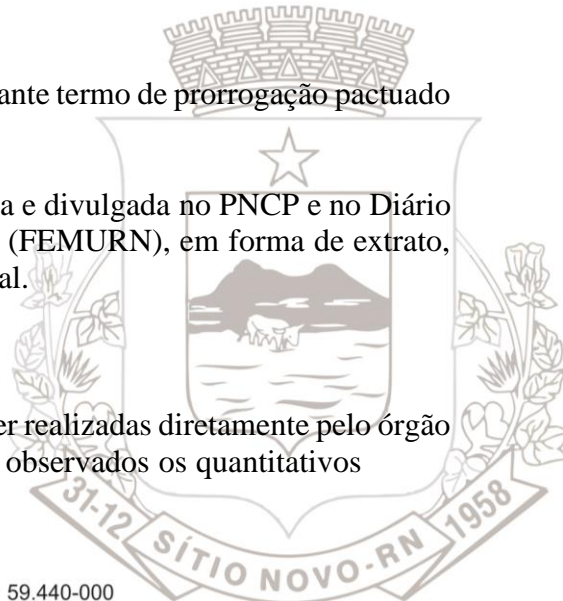 ante termo de prorrogação pactuado
a e divulgada no PNCP e no Diário
(FEMURN), em forma de extrato,
al.
er realizadas diretamente pelo órgão
observados os quantitativos
31-12 SÍTIO NOVO-RN 1958
59.440-000